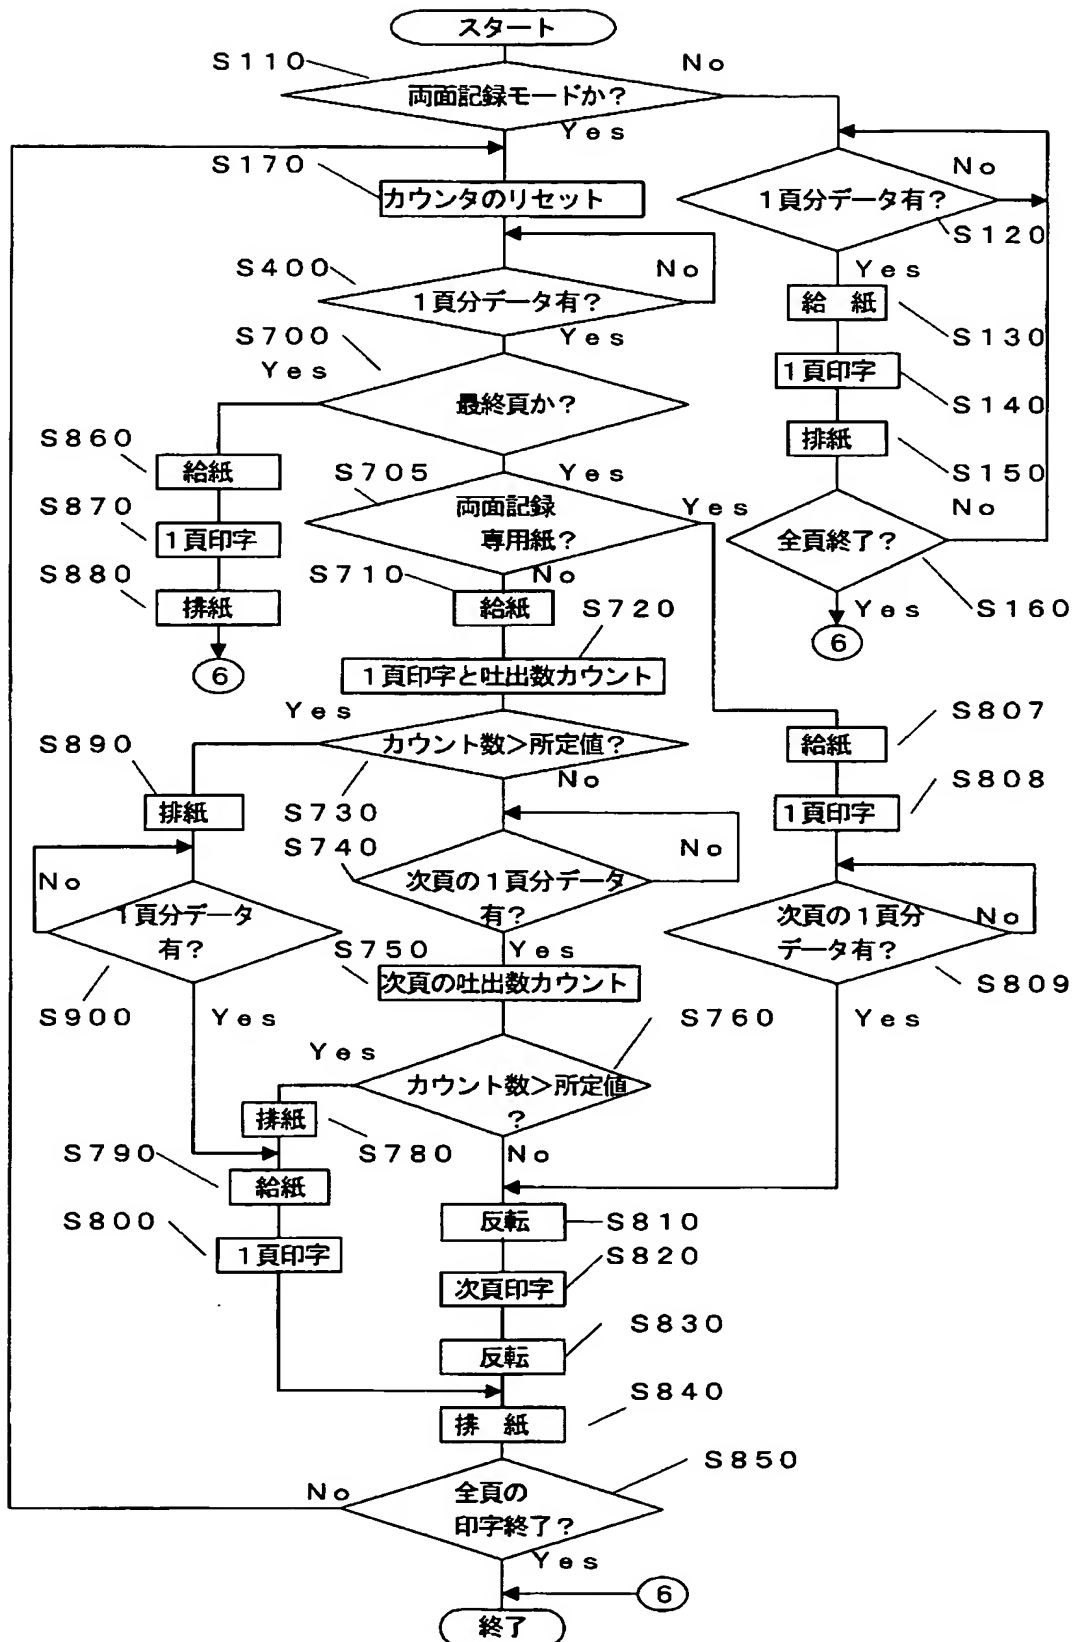 スタート
S110
No
両面記録モードか？
Yes
S170
カウンタのリセット
No
1頁分データ有？
S120
S400
No
1頁分データ有？
Yes
Yes
給 紙
S130
S700
Yes
最終頁か？
1頁印字
S140
S860
給紙
排紙
S150
S705
Yes
両面記録
専用紙？
Yes
No
全頁終了？
S870
1頁印字
S710
No
S880
排紙
給紙
S720
Yes
S160
6
6
1頁印字と吐出数カウント
Yes
カウント数＞所定値？
S807
給紙
S890
排紙
No
S730
S808
1頁印字
S740
No
次頁の1頁分データ
有？
No
1頁分データ
有？
次頁の1頁分
データ有？
No
S750
Yes
次頁の吐出数カウント
S809
S900
Yes
S760
Yes
Yes
カウント数＞所定値
？
排紙
S780
No
S790
給紙
反転
S810
S800
1頁印字
S820
次頁印字
S830
反転
S840
排 紙
S850
No
全頁の
印字終了？
Yes
6
終了